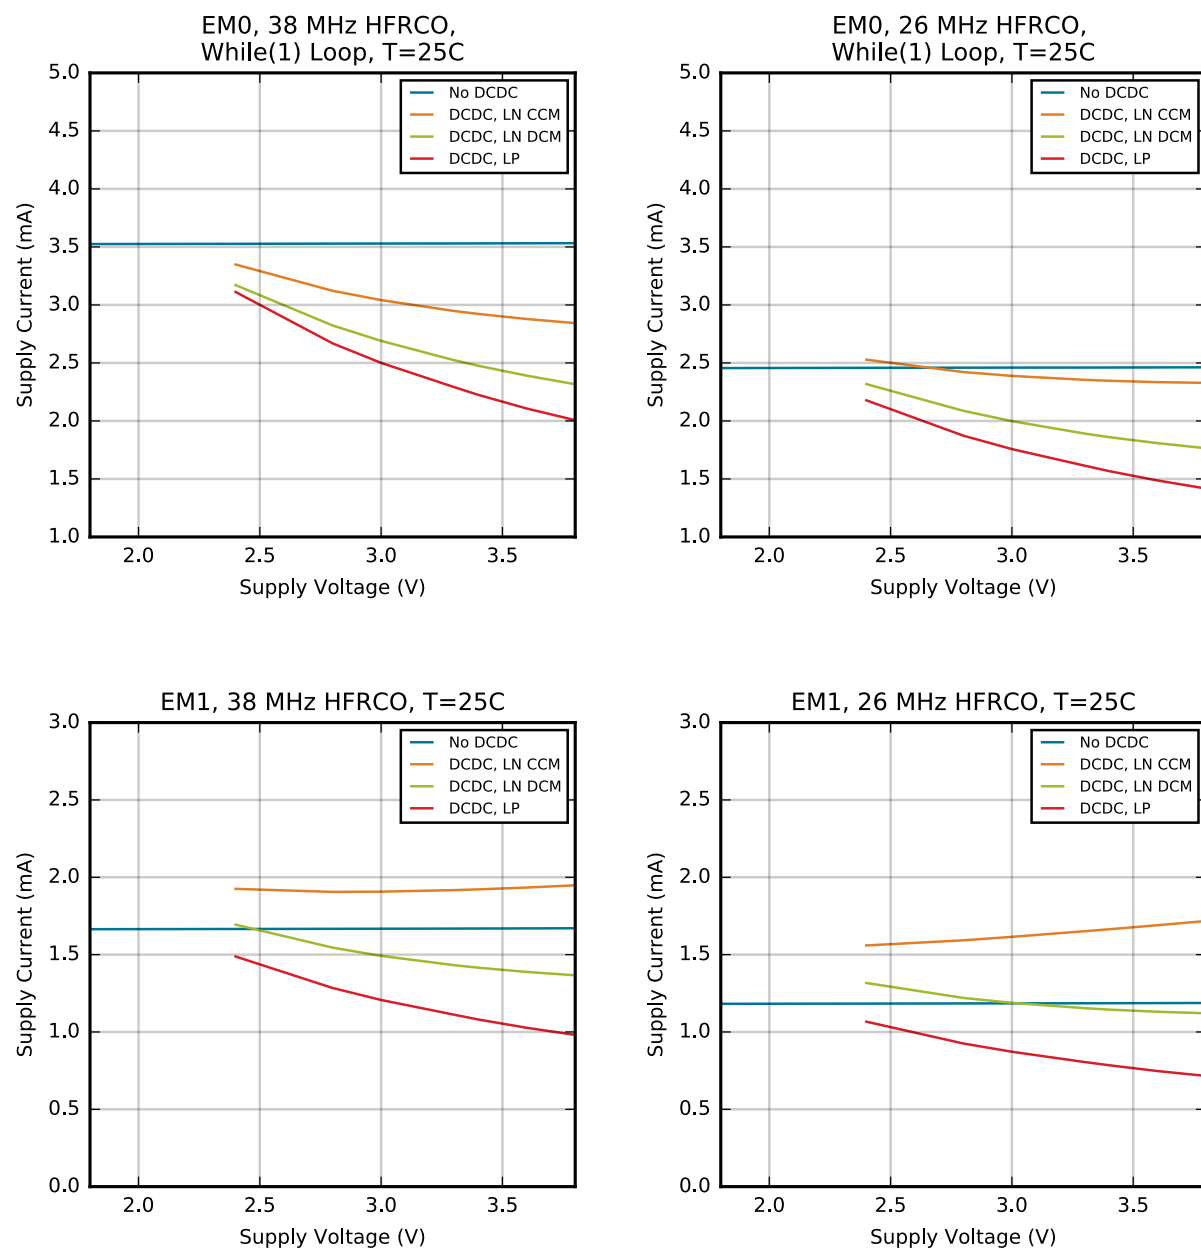 EM0, 38 MHz HFRCO,
While(1) Loop, T=25C
5.0
4.5
4.0
3.5
3.0
2.5
2.0
1.5
1.0
Supply Current (mA)
No DCDC
DCDC, LN CCM
DCDC, LN DCM
DCDC, LP
2.0 2.5 3.0 3.5
Supply Voltage (V)
EM0, 26 MHz HFRCO,
While(1) Loop, T=25C
5.0
4.5
4.0
3.5
3.0
2.5
2.0
1.5
1.0
Supply Current (mA)
No DCDC
DCDC, LN CCM
DCDC, LN DCM
DCDC, LP
2.0 2.5 3.0 3.5
Supply Voltage (V)
EM1, 38 MHz HFRCO, T=25C
3.0
2.5
2.0
1.5
1.0
0.5
0.0
Supply Current (mA)
No DCDC
DCDC, LN CCM
DCDC, LN DCM
DCDC, LP
2.0 2.5 3.0 3.5
Supply Voltage (V)
EM1, 26 MHz HFRCO, T=25C
3.0
2.5
2.0
1.5
1.0
0.5
0.0
Supply Current (mA)
No DCDC
DCDC, LN CCM
DCDC, LN DCM
DCDC, LP
2.0 2.5 3.0 3.5
Supply Voltage (V)